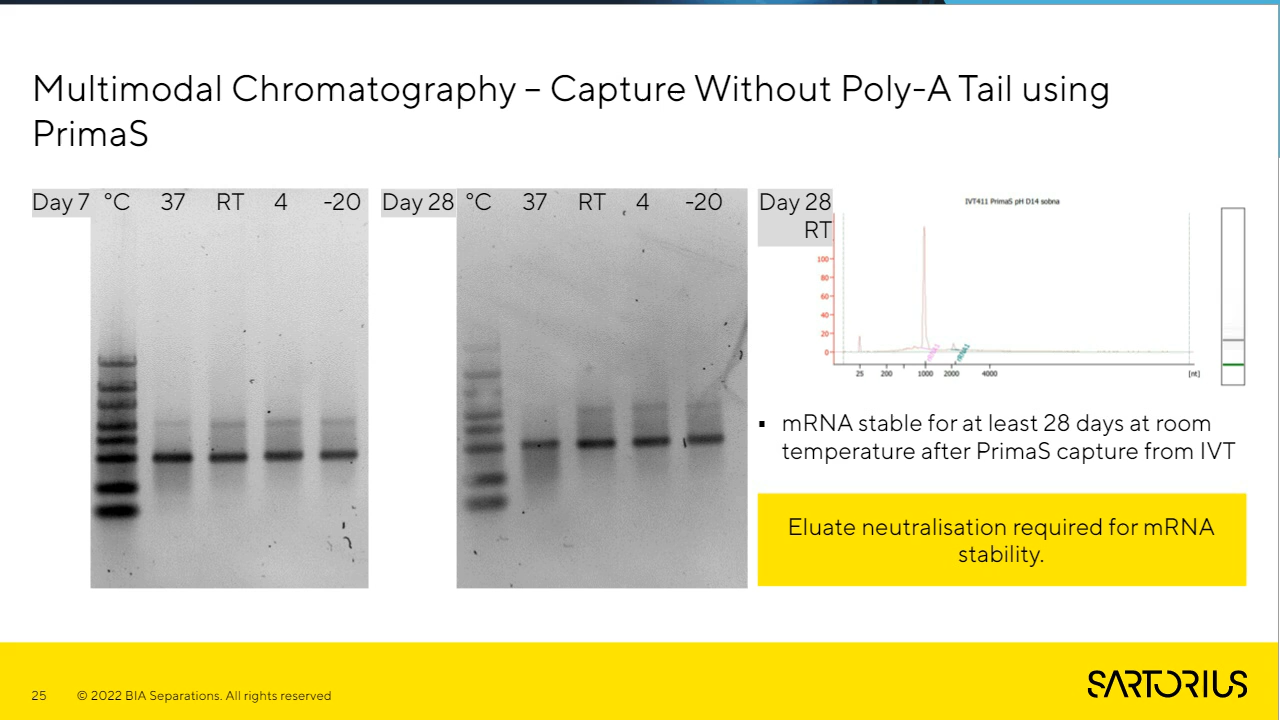 Multimodal Chromatography – Capture Without Poly-A Tail using
PrimaS
Day 7 °C 37 RT 4 -20
Day 28 °C 37 RT 4 -20
Day 28
RT
IVT411 PrimaS pH D14 sobna
100
80
60
40
20
0
25 200 1000 2000 4000 [nt]
▪ mRNA stable for at least 28 days at room
temperature after PrimaS capture from IVT
Eluate neutralisation required for mRNA
stability.
25 © 2022 BIA Separations. All rights reserved
SARTORIUS